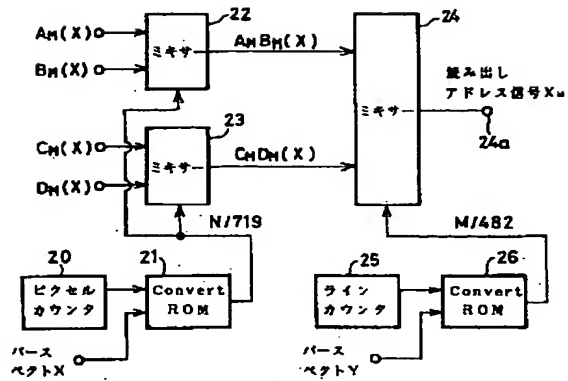 22
24
AM(X)
BM(X)
ミキサー
AMBM(X)
ミキサー
読み出し
アドレス信号XM
24a
23
CM(X)
DM(X)
ミキサー
CMDM(X)
N/719
M/482
20
21
25
26
ピクセル
カウンタ
Convert
ROM
ライン
カウンタ
Convert
ROM
パース
ペクトX
パース
ペクトY